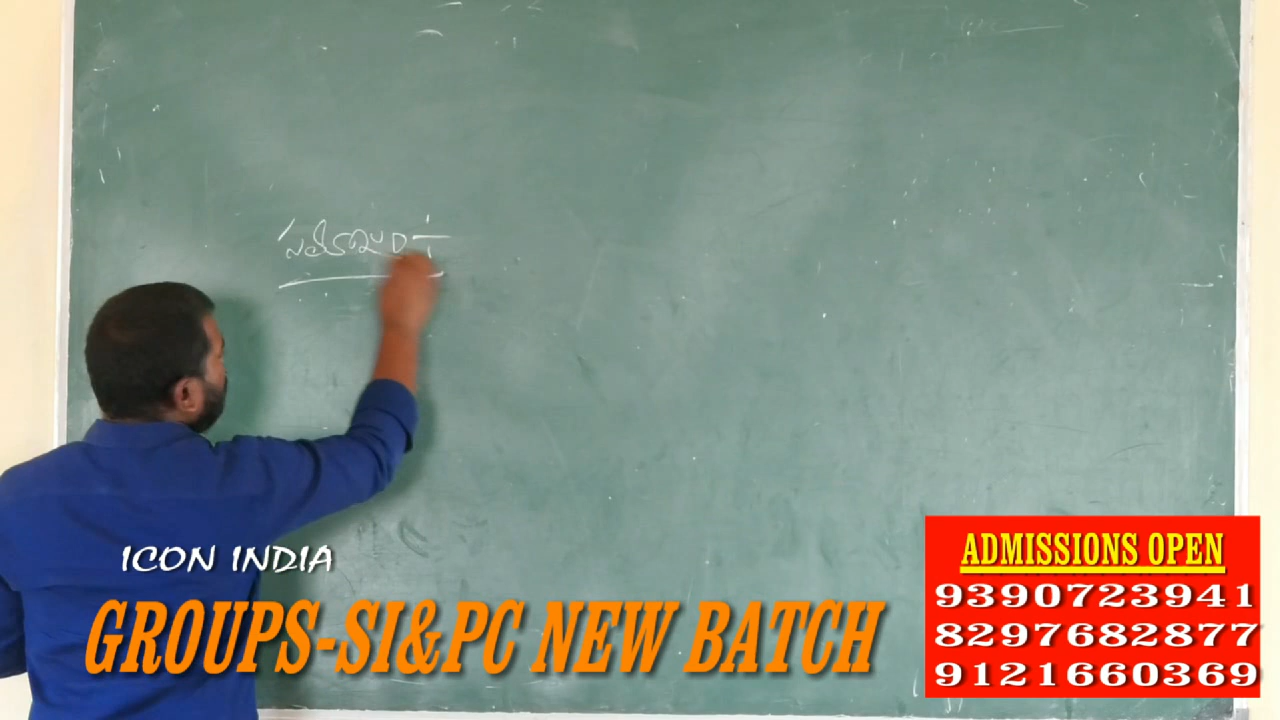 ICON INDIA
GROUPS-SI&PC NEW BATCH
ADMISSIONS OPEN
9390723941
8297682877
9121660369